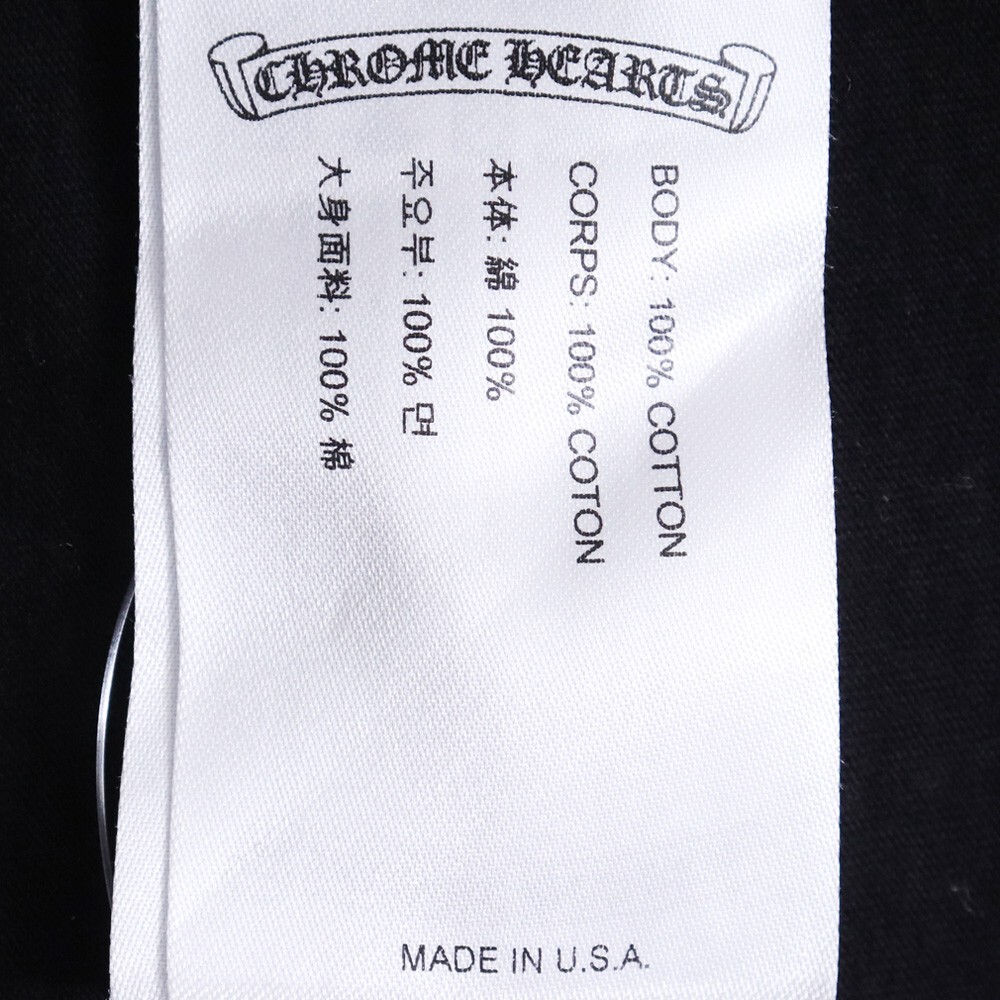 CHROME HEARTS
BODY: 100% COTTON
CORPS: 100% COTON
本体: 綿 100%
주요부: 100% 면
大身面料: 100% 棉
MADE IN U.S.A.